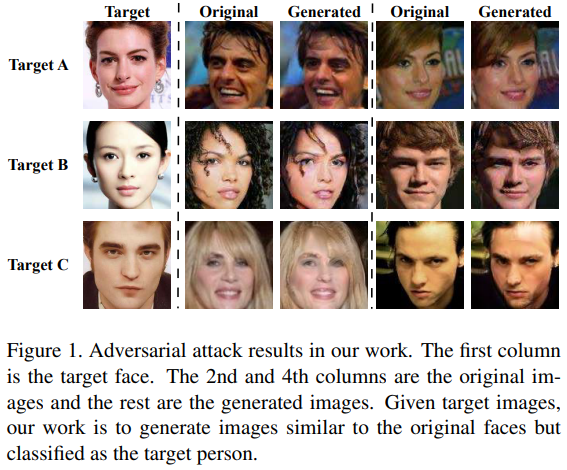 Target Original Generated Original Generated
Target A
Target B
Target C
Figure 1. Adversarial attack results in our work. The first column
is the target face. The 2nd and 4th columns are the original im-
ages and the rest are the generated images. Given target images,
our work is to generate images similar to the original faces but
classified as the target person.